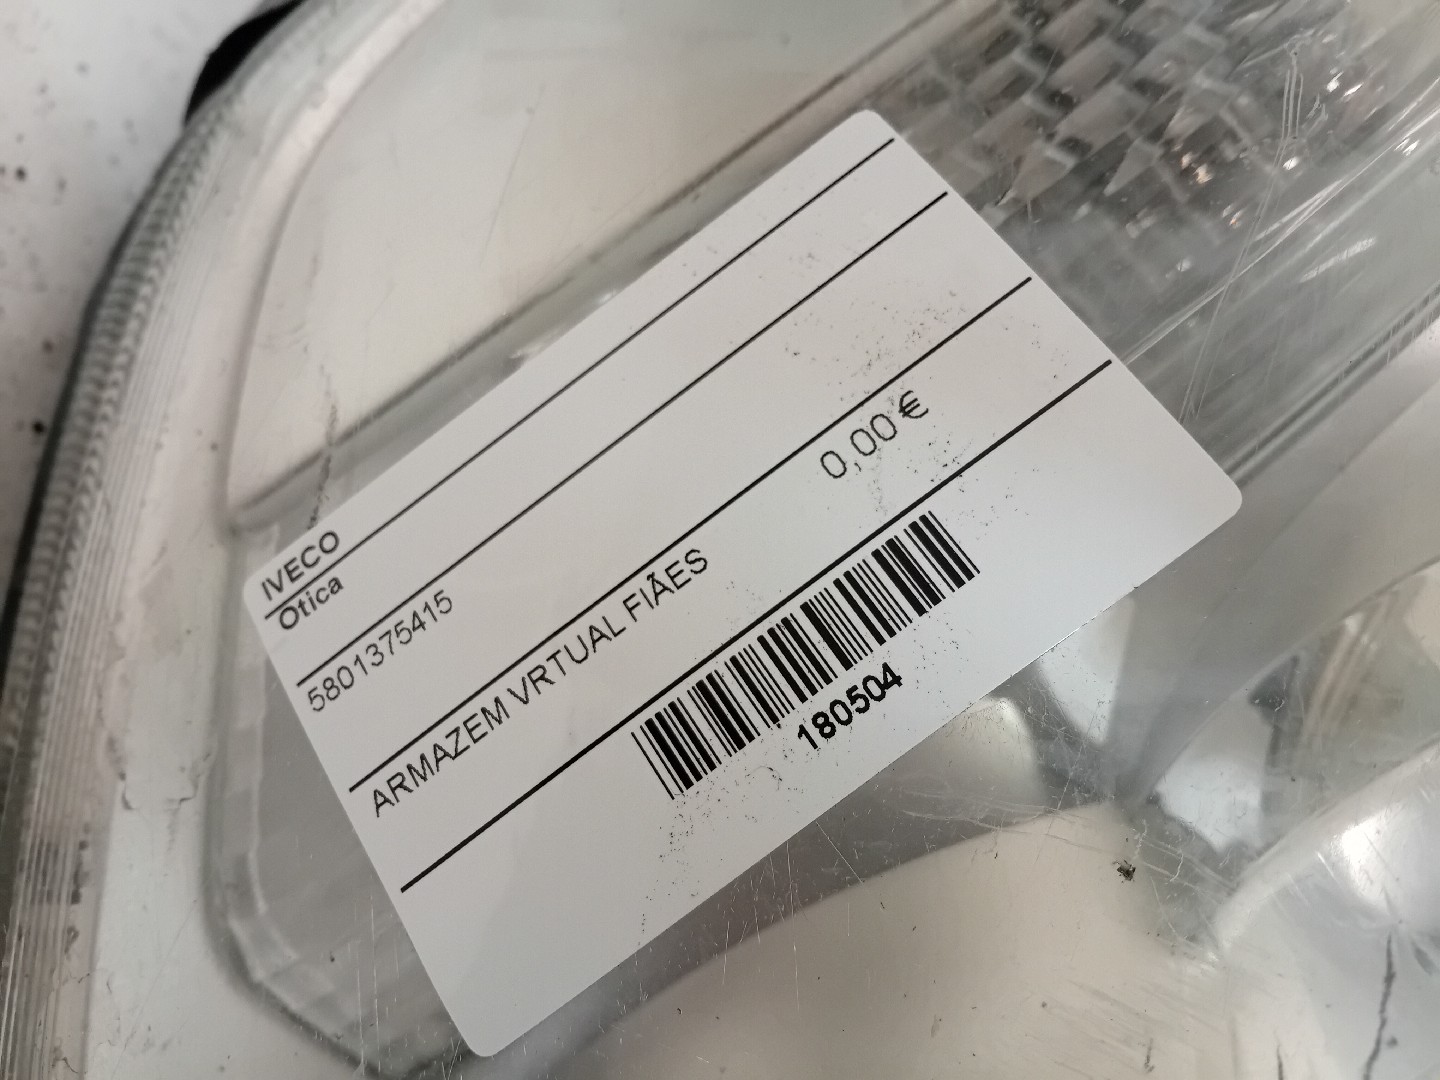 IVECO
Otica
5801375415
ARMAZEM VRTUAL FIÃES
0,00 €
180504